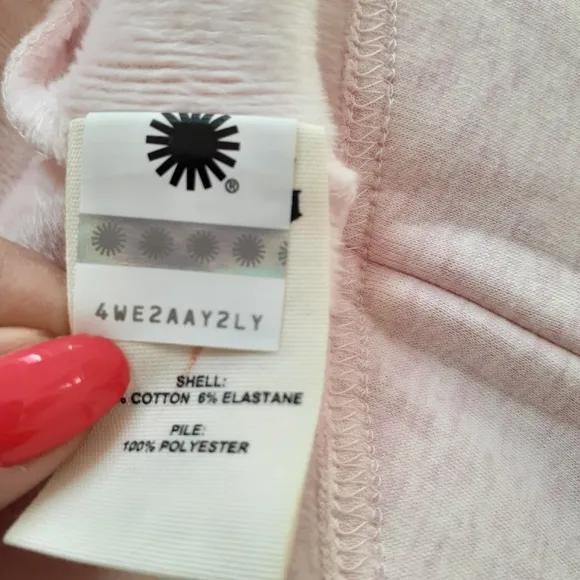 ®
4WE2AAY2LY
SHELL:
% COTTON 6% ELASTANE
PILE:
100% POLYESTER